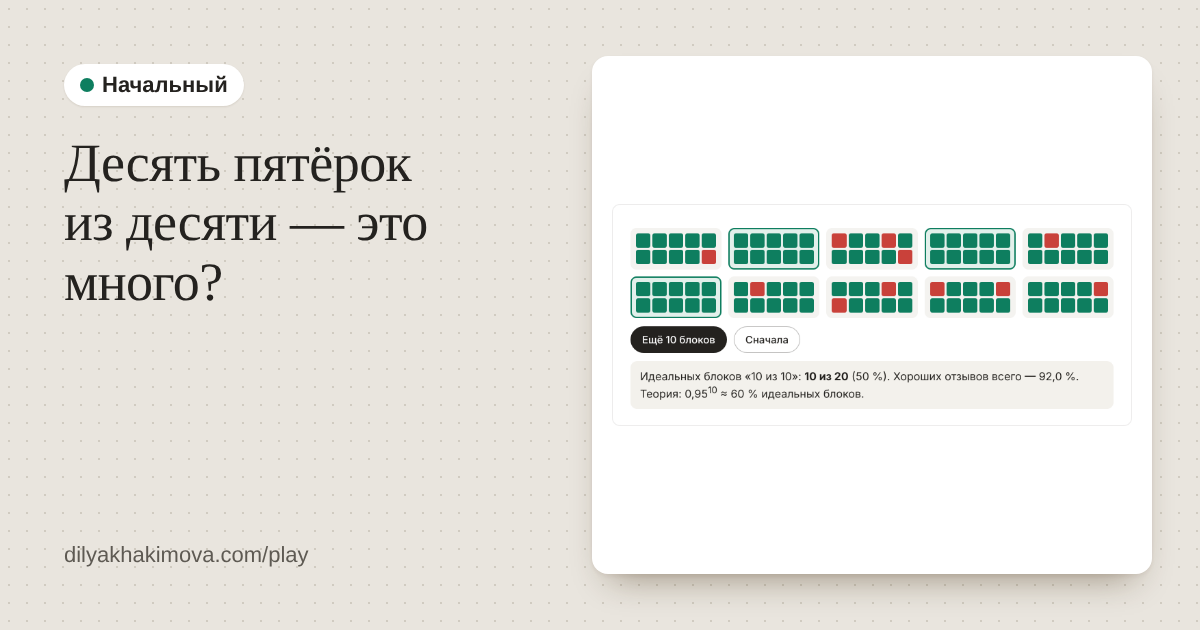 Начальный
Десять пятёрок
из десяти — это
много?
dilyakhakimova.com/play
Ещё 10 блоков
Сначала
Идеальных блоков «10 из 10»: 10 из 20 (50 %). Хороших отзывов всего — 92,0 %.
Теория: 0,95¹⁰ ≈ 60 % идеальных блоков.